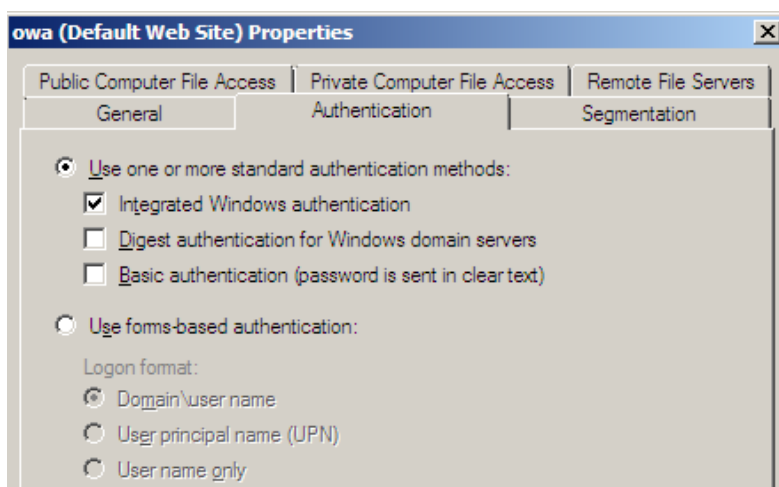 owa (Default Web Site) Properties
Public Computer File Access Private Computer File Access Remote File Servers
General Authentication Segmentation
Use one or more standard authentication methods:
Integrated Windows authentication
Digest authentication for Windows domain servers
Basic authentication (password is sent in clear text)
Use forms-based authentication:
Logon format:
Domain\user name
User principal name (UPN)
User name only